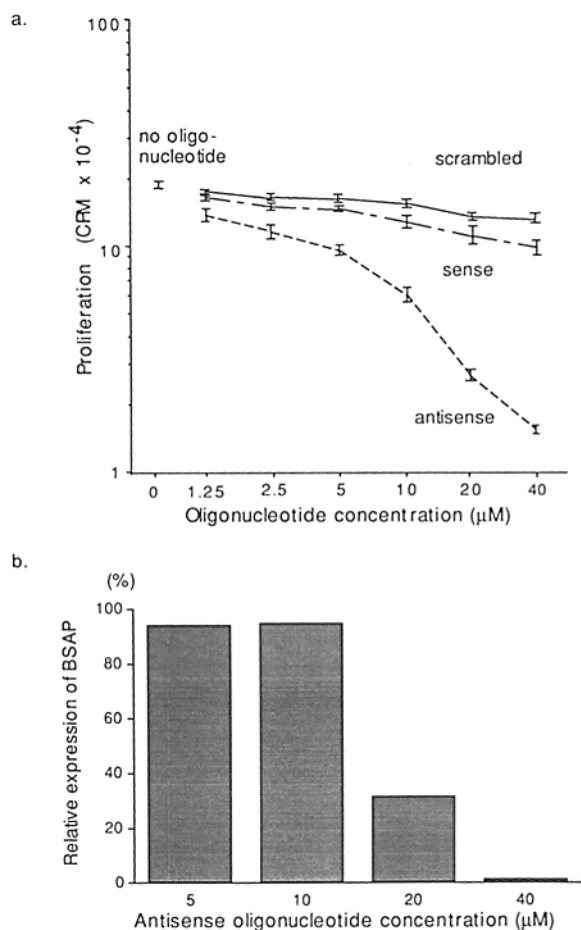 a.
100
no oligo-
nucleotide
scrambled
10
sense
antisense
1
Proliferation (CPM x 10⁻⁴)
0 1.25 2.5 5 10 20 40
Oligonucleotide concentration (μM)
b.
(%)
100
80
60
40
20
0
Relative expression of BSAP
5 10 20 40
Antisense oligonucleotide concentration (μM)